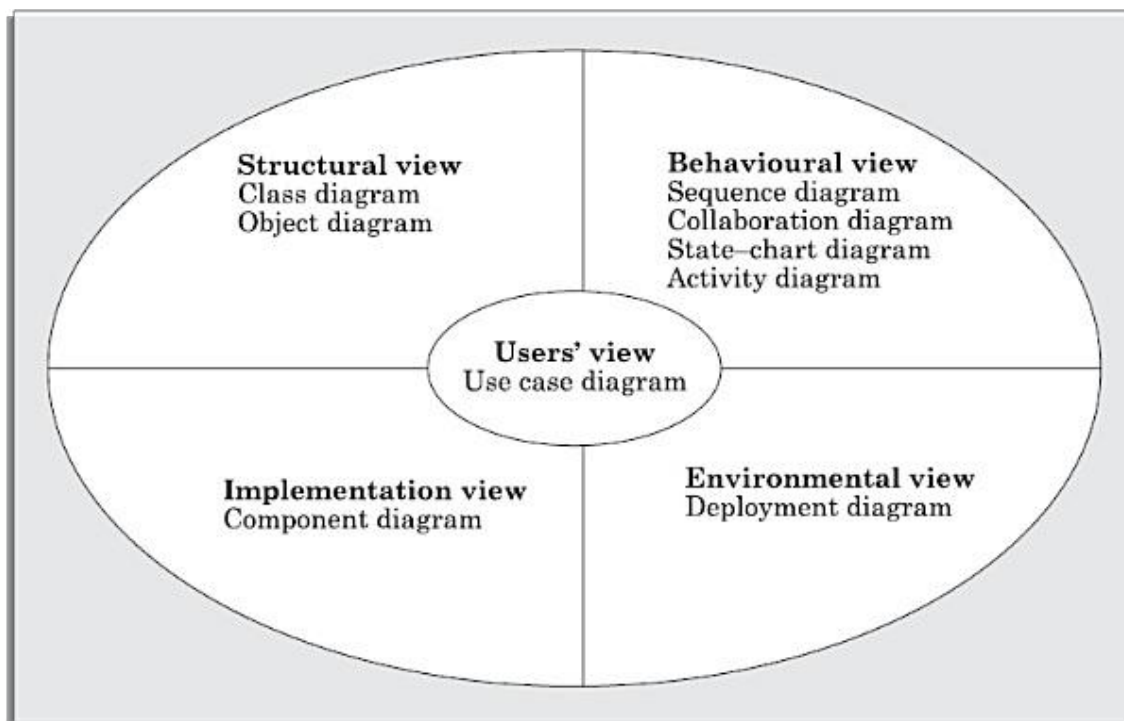 Structural view
Class diagram
Object diagram
Behavioural view
Sequence diagram
Collaboration diagram
State–chart diagram
Activity diagram
Users’ view
Use case diagram
Implementation view
Component diagram
Environmental view
Deployment diagram